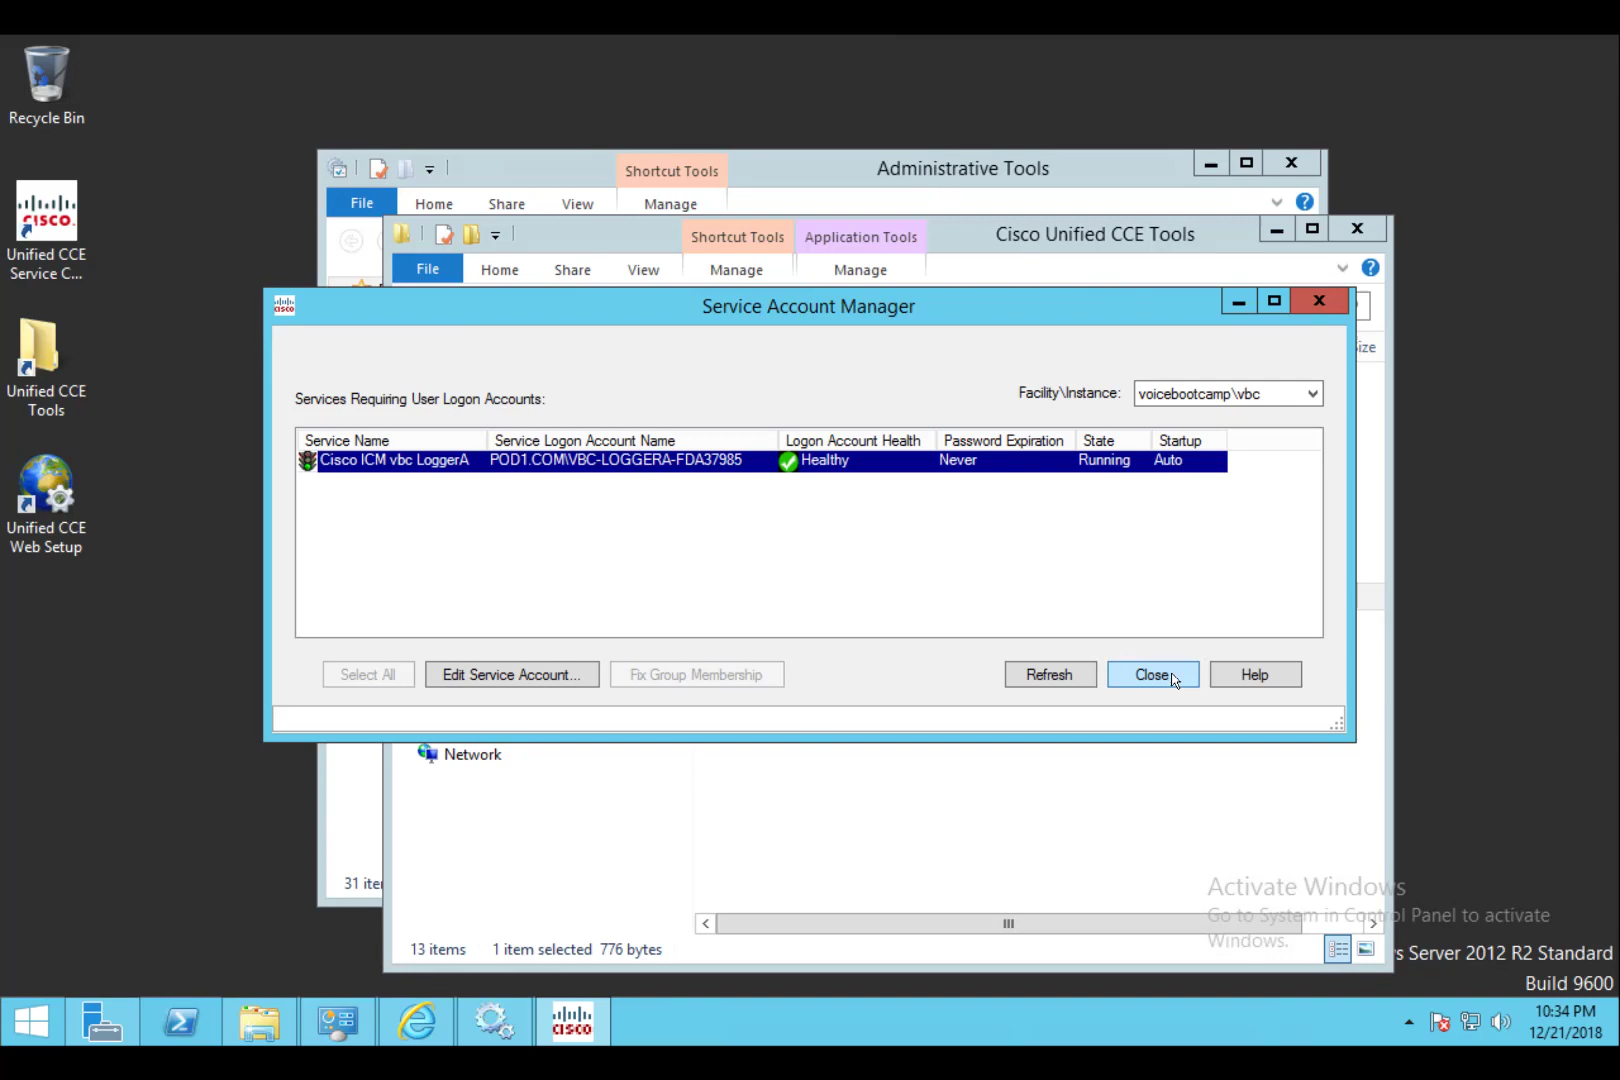 Recycle Bin
CISCO.
Unified CCE
Service C...
Unified CCE
Tools
Unified CCE
Web Setup
Shortcut Tools
Administrative Tools
File
Home
Share
View
Manage
Shortcut Tools
Application Tools
Cisco Unified CCE Tools
File
Home
Share
View
Manage
Manage
cisco
Service Account Manager
ize
Services Requiring User Logon Accounts:
Facility\Instance:
voicebootcamp\vbc
Service Name
Service Logon Account Name
Logon Account Health
Password Expiration
State
Startup
Cisco ICM vbc LoggerA
POD1.COM\VBC-LOGGERA-FDA37985
Healthy
Never
Running
Auto
Select All
Edit Service Account...
Fix Group Membership
Refresh
Close
Help
Network
31 ite
13 items
1 item selected 776 bytes
Activate Windows
Go to System in Control Panel to activate
Windows.
s Server 2012 R2 Standard
Build 9600
CISCO
10:34 PM
12/21/2018